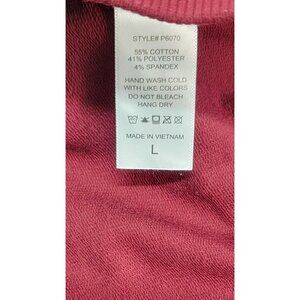 STYLE# P6070
55% COTTON
41% POLYESTER
4% SPANDEX
HAND WASH COLD
WITH LIKE COLORS
DO NOT BLEACH
HANG DRY
MADE IN VIETNAM
L